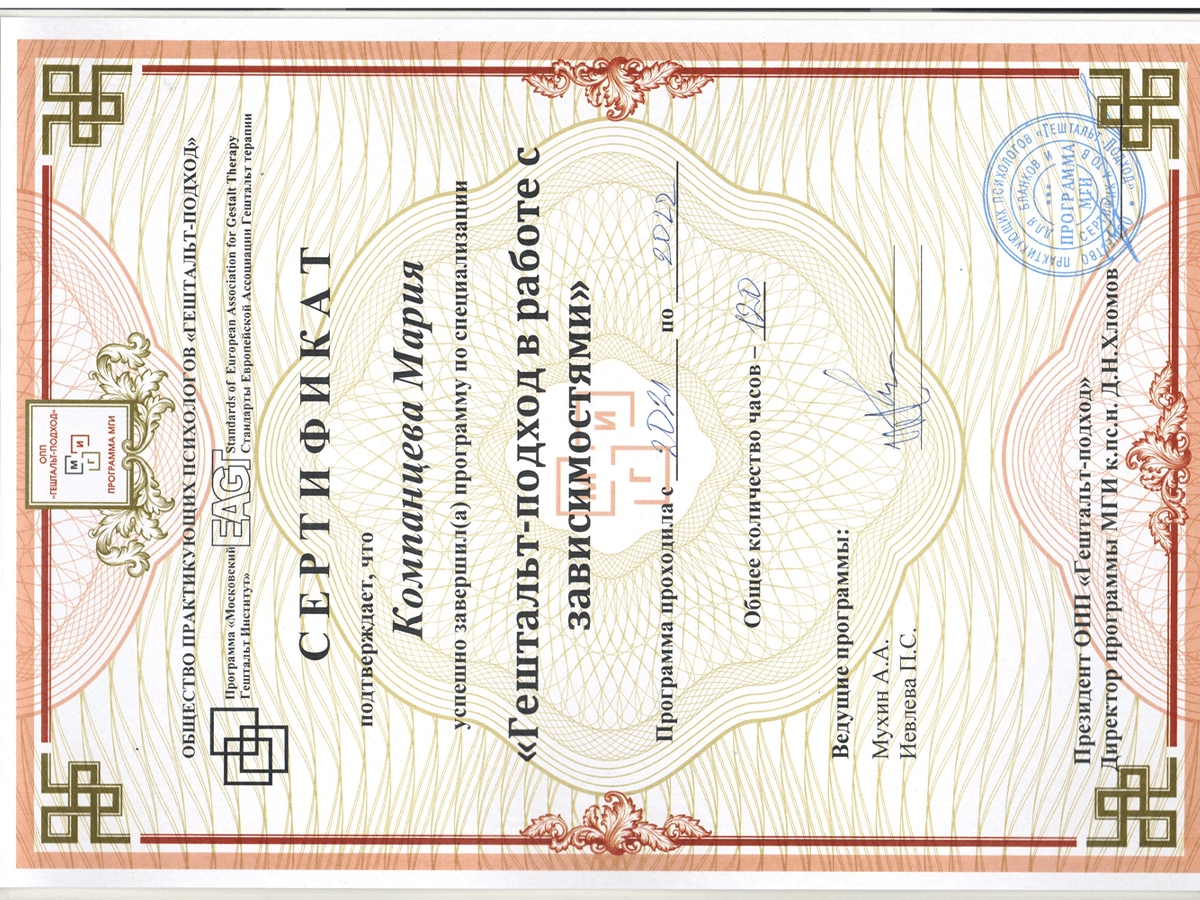 ОПП
«ГЕШТАЛЬТ-ПОДХОД»
М
Г И
ПРОГРАММА МГИ
ОБЩЕСТВО ПРАКТИКУЮЩИХ ПСИХОЛОГОВ «ГЕШТАЛЬТ-ПОДХОД»
Программа «Московский
Гештальт Институт»
EAGT
Standards of European Association for Gestalt Therapy
Стандарты Европейской Ассоциации Гештальт терапии
СЕРТИФИКАТ
подтверждает, что
Компанцева Мария
успешно завершил(а) программу по специализации
«Гештальт-подход в работе с
зависимостями»
М
Г И
Программа проходила с 2021 по 2022
Общее количество часов – 120
Ведущие программы:
Мухин А.А.
Иевлева П.С.
Президент ОПП «Гештальт-подход»
Директор программы МГИ к.пс.н. Д.Н.Хломов
ОБЩЕСТВО ПРАКТИКУЮЩИХ ПСИХОЛОГОВ «ГЕШТАЛЬТ-ПОДХОД»
ДЛЯ БЛАНКОВ И
ПРОГРАММА
МГИ